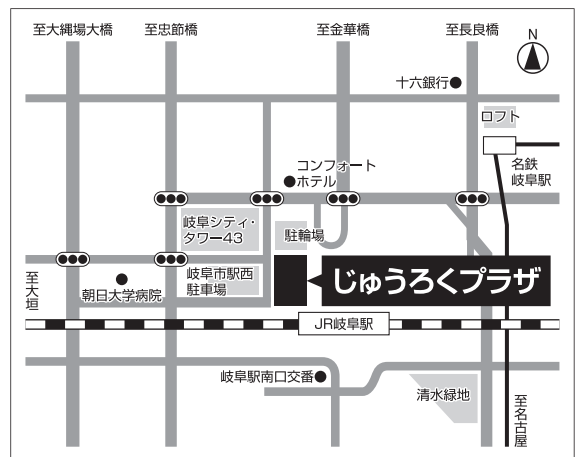 至大縄場大橋
至忠節橋
至金華橋
至長良橋
N
十六銀行
ロフト
名鉄
岐阜駅
コンフォート
ホテル
岐阜シティ・
タワー43
駐輪場
至大垣
朝日大学病院
岐阜市駅西
駐車場
じゅうろくプラザ
JR岐阜駅
岐阜駅南口交番
清水緑地
至名古屋